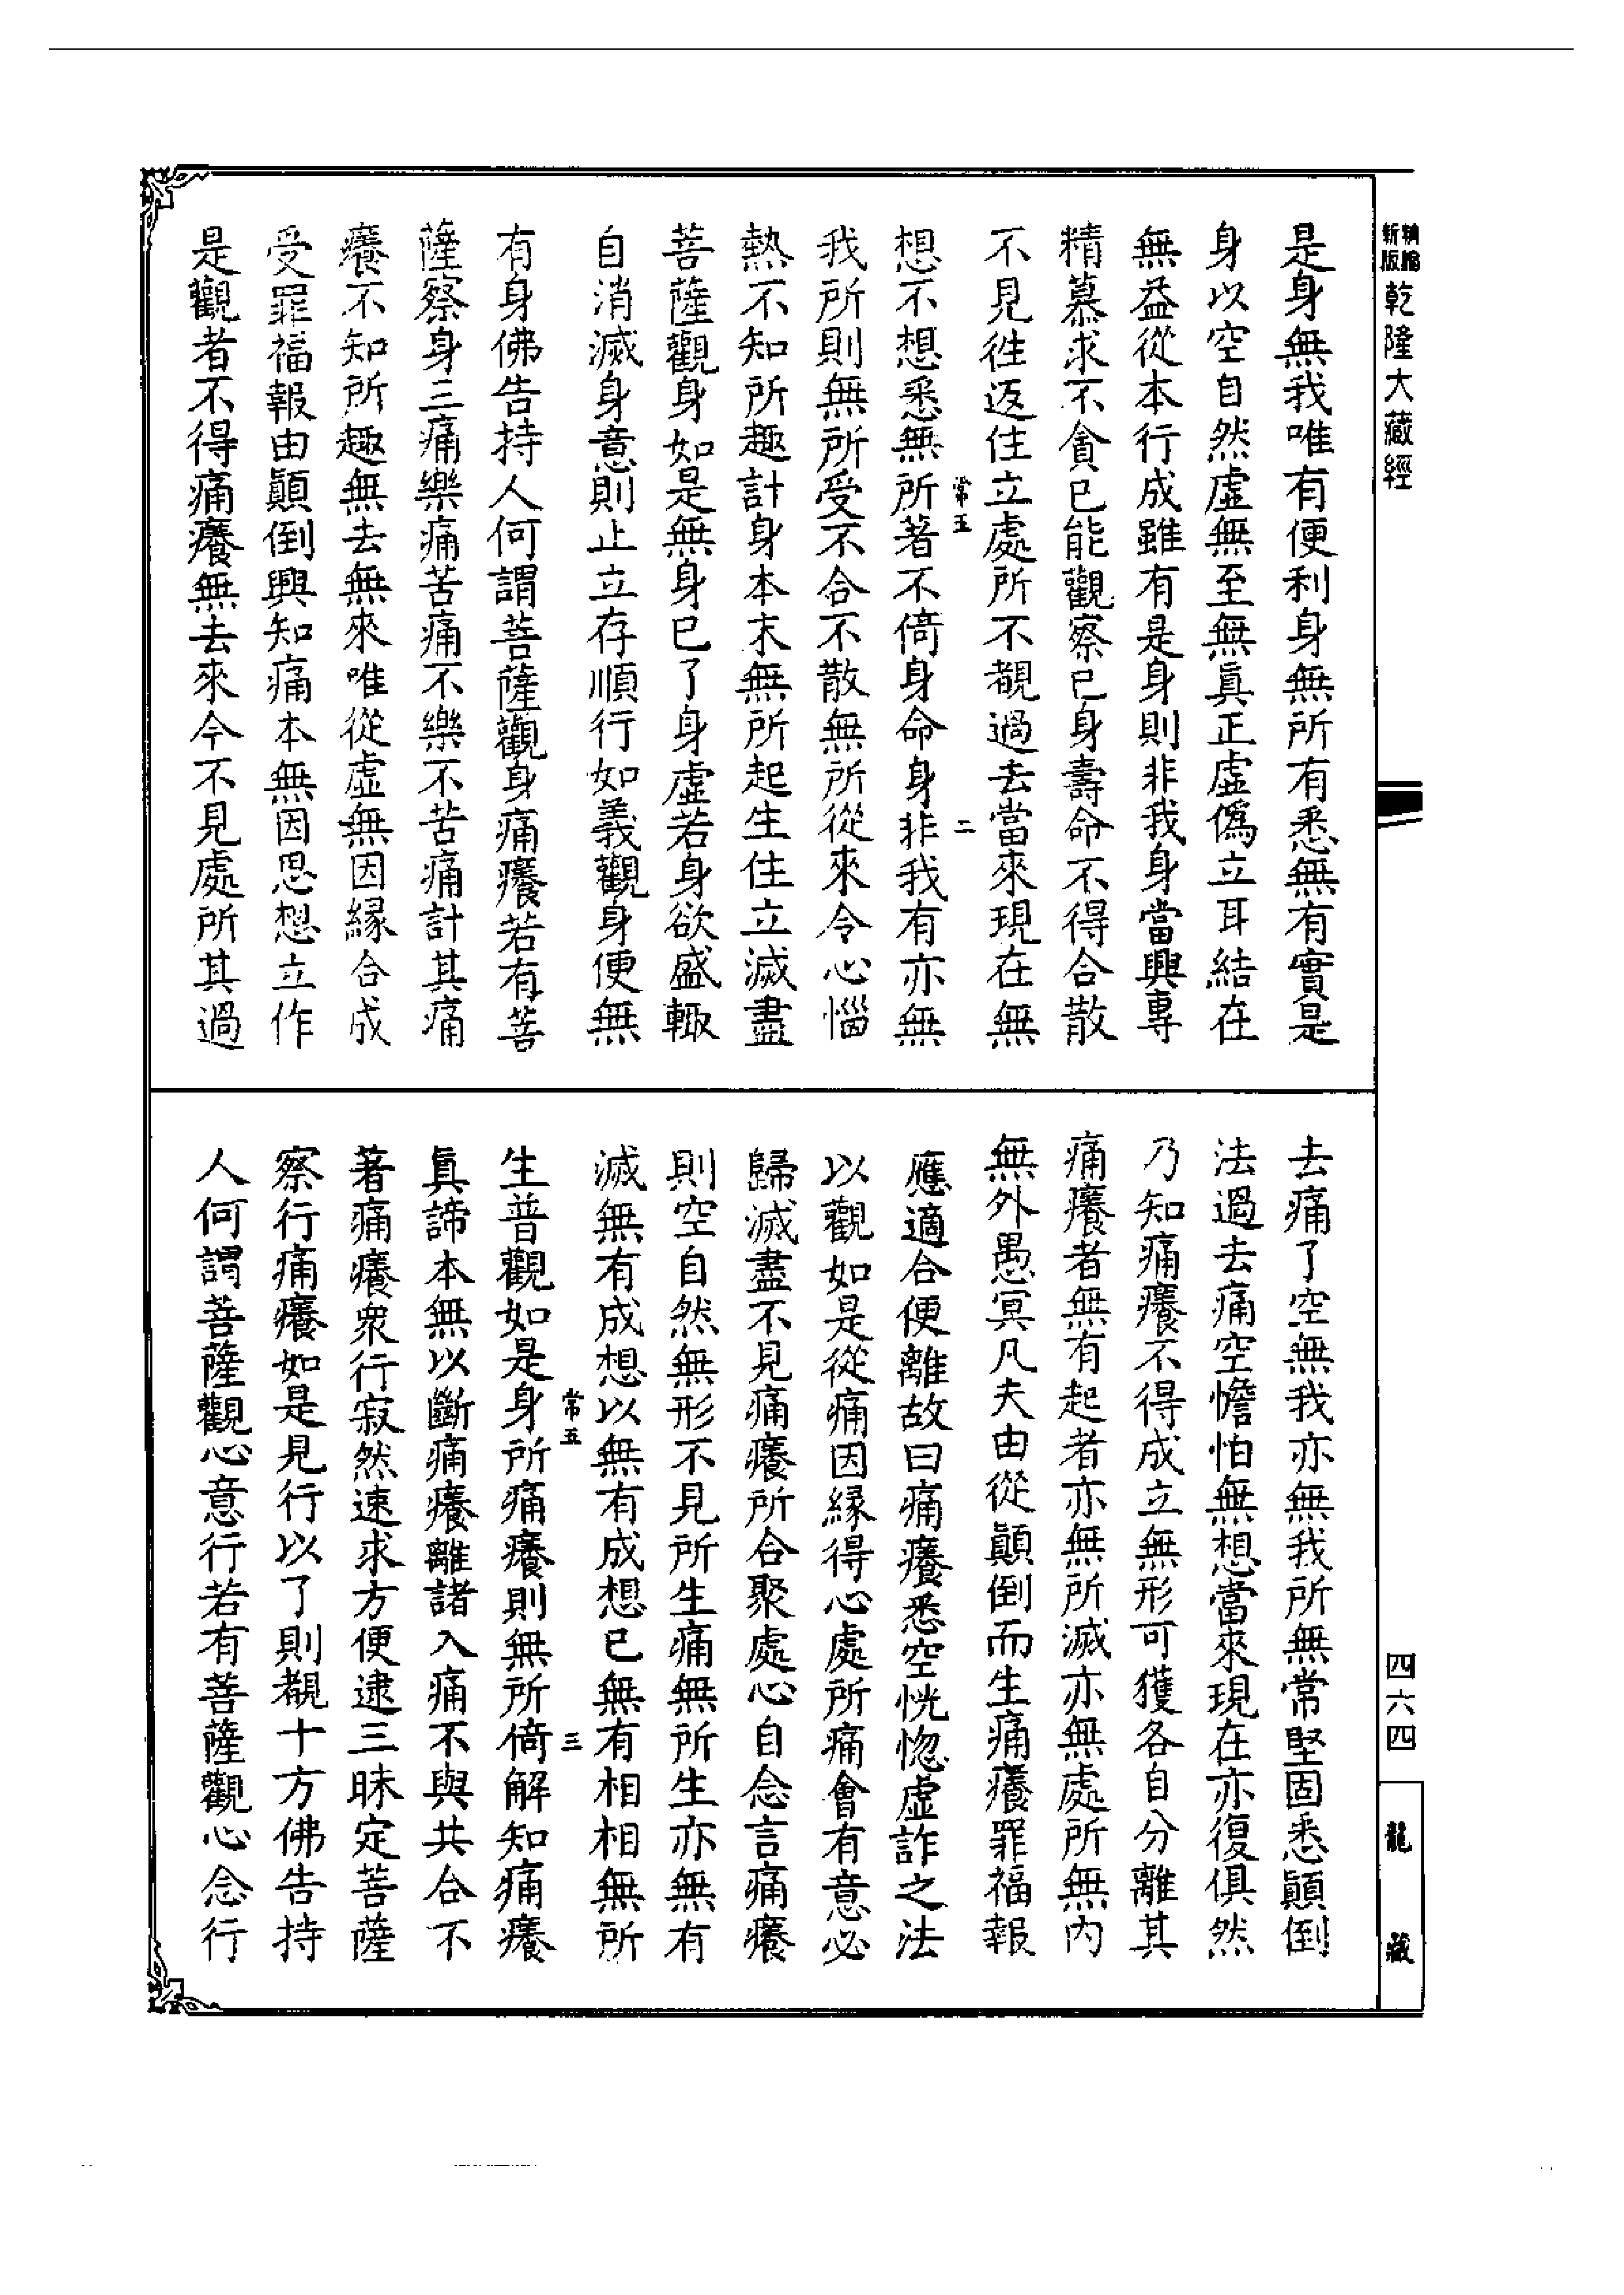 新版
乾隆大藏經
是身無我唯有便利身無所有悉無有實是
身以空自然虛無至無眞正虛僞立耳結在
無益從本行成雖有是身則非我身當興專
精慕求不貪已能觀察已身壽命不得合散
不見往返住立處所不覩過去當來現在無
常五
二
想不想悉無所著不倚身命身非我有亦無
我所則無所受不合不散無所從來令心惱
熱不知所趣計身本末無所起生住立滅盡
菩薩觀身如是無身已了身虛若身欲盛輙
自消滅身意則止立存順行如義觀身便無
有身佛告持人何謂菩薩觀身痛癢若有菩
薩察身三痛樂痛苦痛不樂不苦痛計其痛
癢不知所趣無去無來唯從虛無因緣合成
受罪福報由顚倒興知痛本無因思想立作
是觀者不得痛癢無去來今不見處所其過
去痛了空無我亦無我所無常堅固悉顚倒
法過去痛空憺怕無想當來現在亦復俱然
乃知痛癢不得成立無形可獲各自分離其
痛癢者無有起者亦無所滅亦無處所無內
無外愚冥凡夫由從顚倒而生痛癢罪福報
應適合便離故曰痛癢悉空恍惚虛詐之法
以觀如是從痛因緣得心處所痛會有意必
歸滅盡不見痛癢所合聚處心自念言痛癢
則空自然無形不見所生痛無所生亦無有
滅無有成想以無有成想已無有相相無所
常五
三
生普觀如是身所痛癢則無所倚解知痛癢
眞諦本無以斷痛癢離諸入痛不與共合不
著痛癢衆行寂然速求方便逮三昧定菩薩
察行痛癢如是見行以了則覩十方佛告持
人何謂菩薩觀心意行若有菩薩觀心念行
四六四
龍藏